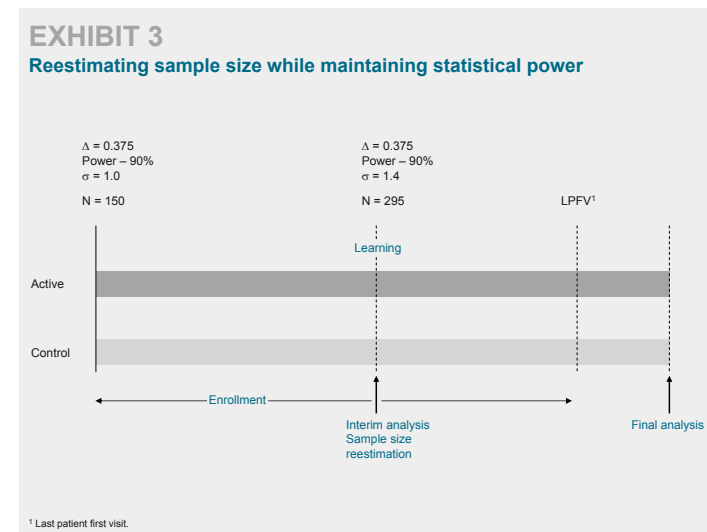 EXHIBIT 3
Reestimating sample size while maintaining statistical power
Δ = 0.375
Power – 90%
σ = 1.0
N = 150
Δ = 0.375
Power – 90%
σ = 1.4
N = 295
LPFV¹
Learning
Active
Control
Enrollment
Interim analysis
Sample size
reestimation
Final analysis
¹ Last patient first visit.